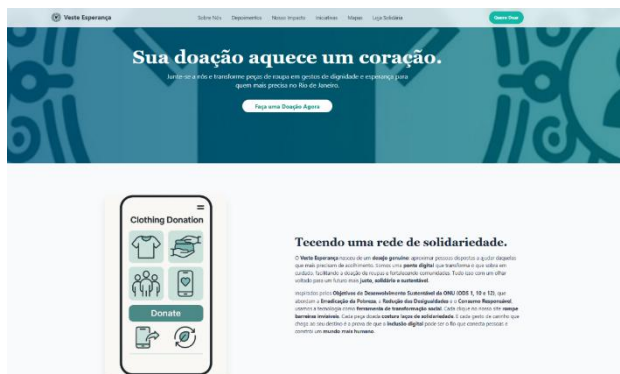 Veste Esperança
Sobre Nós Depoimentos Nosso Impacto Iniciativas Mapas Loja Solidária
Quero Doar
Sua doação aquece um coração.
Junte-se a nós e transforme peças de roupa em gestos de dignidade e esperança para
quem mais precisa no Rio de Janeiro.
Faça uma Doação Agora
Clothing Donation
Donate
Tecendo uma rede de solidariedade.
O Veste Esperança nasceu de um desejo genuíno: aproximar pessoas dispostas a ajudar daquelas
que mais precisam de acolhimento. Somos uma ponte digital que transforma o que sobra em
cuidado, facilitando a doação de roupas e fortalecendo comunidades. Tudo isso com um olhar
voltado para um futuro mais justo, solidário e sustentável.
Inspirados pelos Objetivos de Desenvolvimento Sustentável da ONU (ODS 1, 10 e 12), que
abordam a Erradicação da Pobreza, a Redução das Desigualdades e o Consumo Responsável,
usamos a tecnologia como ferramenta de transformação social. Cada clique no nosso site rompe
barreiras invisíveis. Cada peça doada costura laços de solidariedade. E cada gesto de carinho que
chega ao seu destino é a prova de que a inclusão digital pode ser o fio que conecta pessoas e
constrói um mundo mais humano.